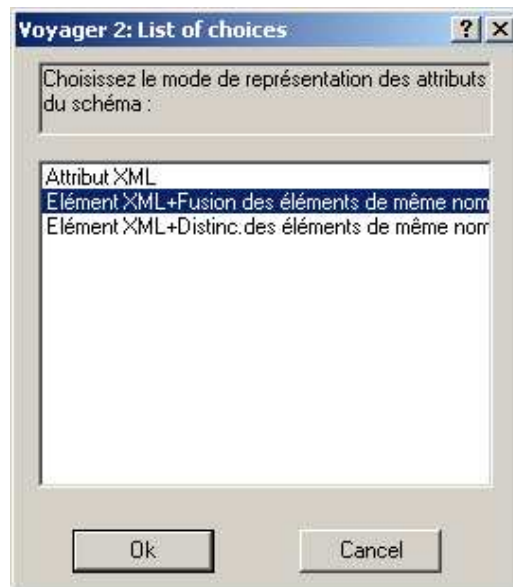 Voyager 2: List of choices
Choisissez le mode de représentation des attributs
du schéma :
Attribut XML
Elément XML+Fusion des éléments de même nom
Elément XML+Distinc.des éléments de même nom
Ok
Cancel